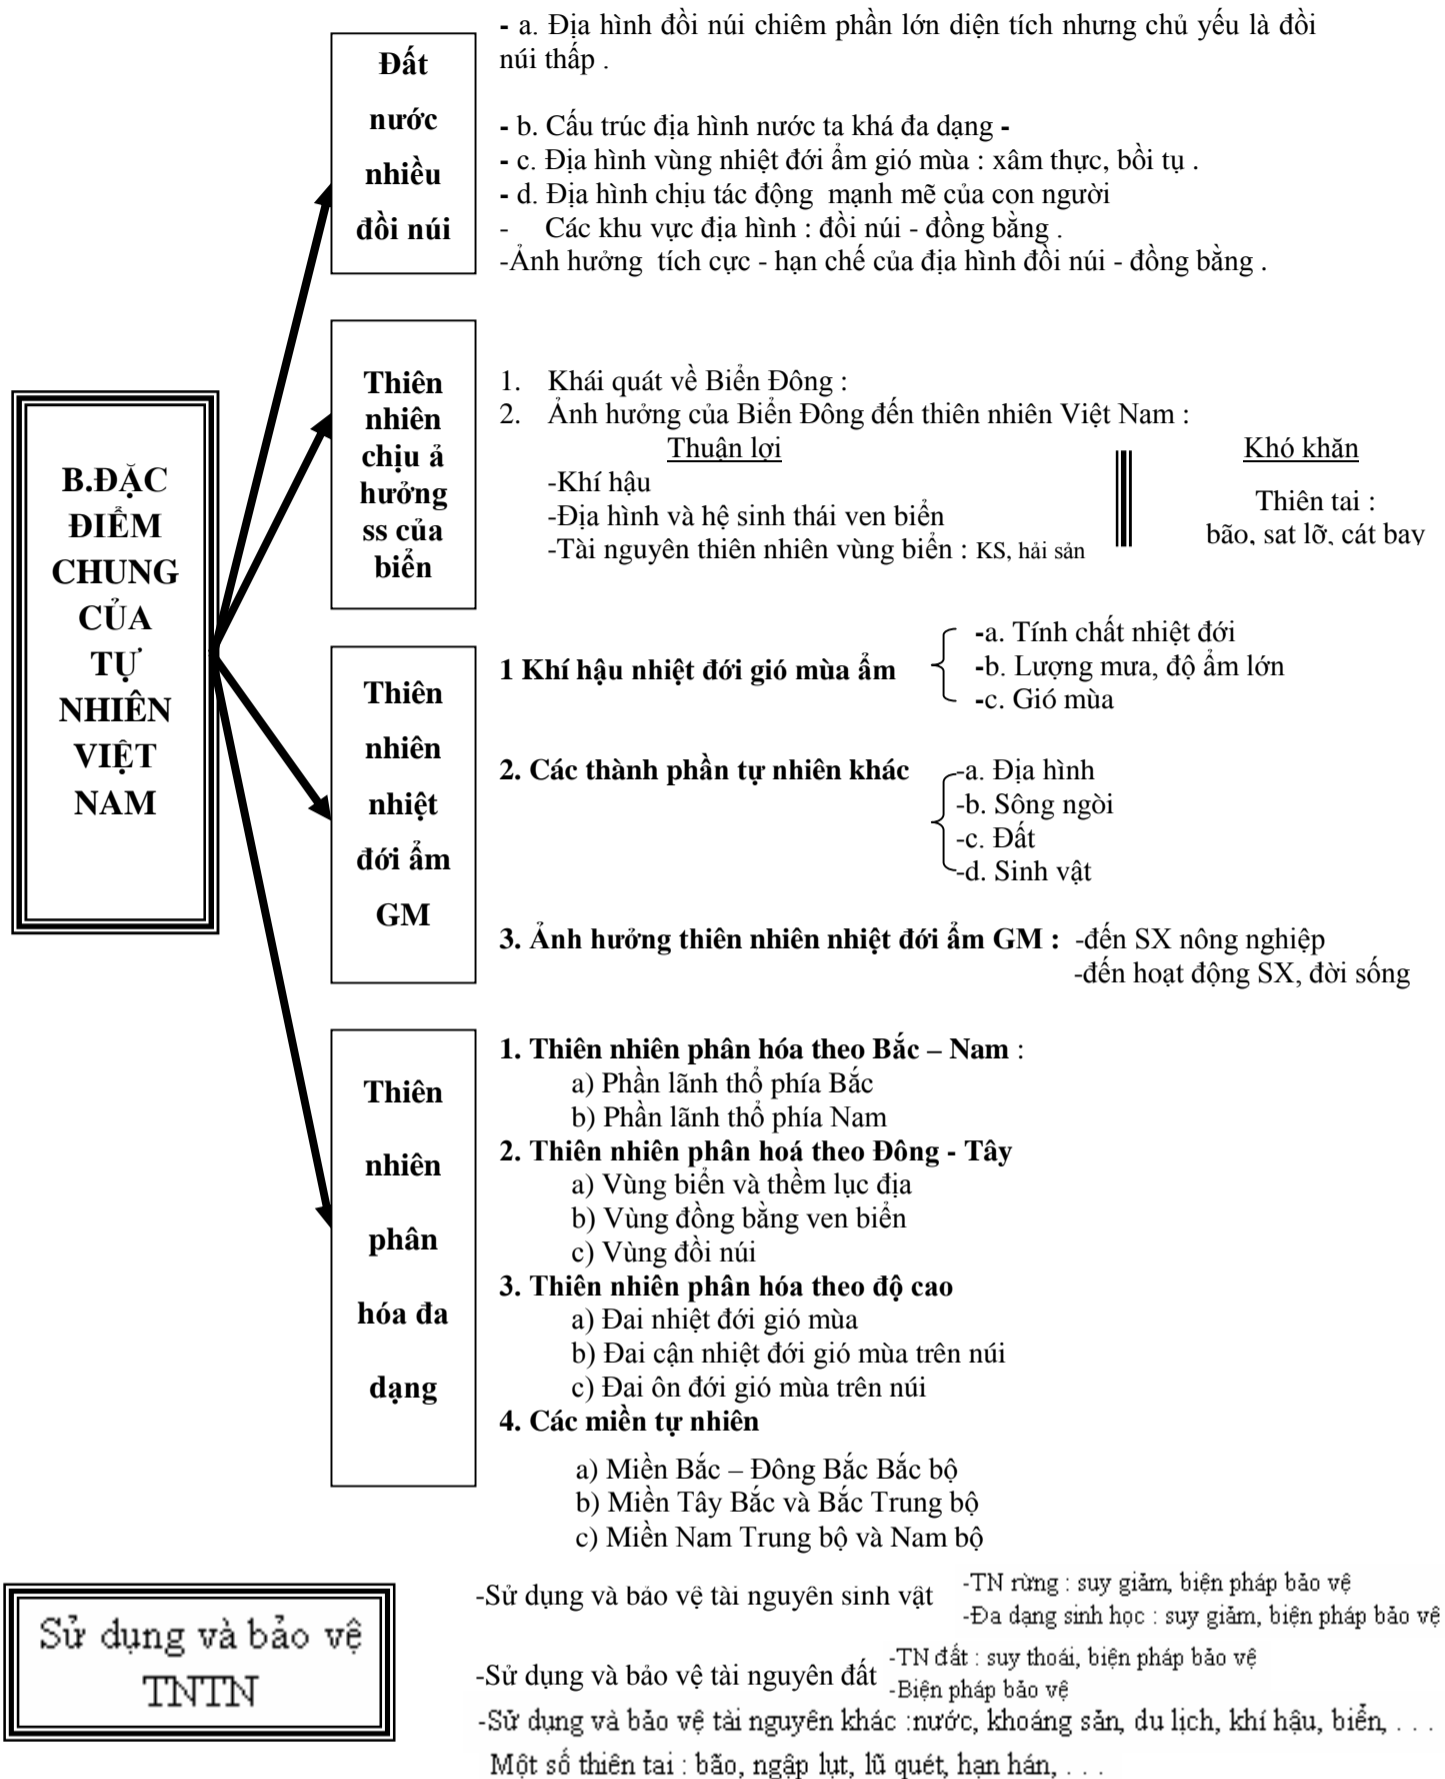 B.ĐẶC
ĐIỂM
CHUNG
CỦA
TỰ
NHIÊN
VIỆT
NAM
Đất
nước
nhiều
đồi núi
- a. Địa hình đồi núi chiêm phần lớn diện tích nhưng chủ yếu là đồi
núi thấp .
- b. Cấu trúc địa hình nước ta khá đa dạng -
- c. Địa hình vùng nhiệt đới ẩm gió mùa : xâm thực, bồi tụ .
- d. Địa hình chịu tác động mạnh mẽ của con người
- Các khu vực địa hình : đồi núi - đồng bằng .
-Ảnh hưởng tích cực - hạn chế của địa hình đồi núi - đồng bằng .
Thiên
nhiên
chịu ả
hưởng
ss của
biển
1. Khái quát về Biển Đông :
2. Ảnh hưởng của Biển Đông đến thiên nhiên Việt Nam :
Thuận lợi
-Khí hậu
-Địa hình và hệ sinh thái ven biển
-Tài nguyên thiên nhiên vùng biển : KS, hải sản
Khó khăn
Thiên tai :
bão, sat lỡ, cát bay
Thiên
nhiên
nhiệt
đới ẩm
GM
1 Khí hậu nhiệt đới gió mùa ẩm
-a. Tính chất nhiệt đới
-b. Lượng mưa, độ ẩm lớn
-c. Gió mùa
2. Các thành phần tự nhiên khác
-a. Địa hình
-b. Sông ngòi
-c. Đất
-d. Sinh vật
3. Ảnh hưởng thiên nhiên nhiệt đới ẩm GM : -đến SX nông nghiệp
-đến hoạt động SX, đời sống
Thiên
nhiên
phân
hóa đa
dạng
1. Thiên nhiên phân hóa theo Bắc – Nam :
a) Phần lãnh thổ phía Bắc
b) Phần lãnh thổ phía Nam
2. Thiên nhiên phân hoá theo Đông - Tây
a) Vùng biển và thềm lục địa
b) Vùng đồng bằng ven biển
c) Vùng đồi núi
3. Thiên nhiên phân hóa theo độ cao
a) Đai nhiệt đới gió mùa
b) Đai cận nhiệt đới gió mùa trên núi
c) Đai ôn đới gió mùa trên núi
4. Các miền tự nhiên
a) Miền Bắc – Đông Bắc Bắc bộ
b) Miền Tây Bắc và Bắc Trung bộ
c) Miền Nam Trung bộ và Nam bộ
Sử dụng và bảo vệ
TNTN
-Sử dụng và bảo vệ tài nguyên sinh vật
-TN rừng : suy giảm, biện pháp bảo vệ
-Đa dạng sinh học : suy giảm, biện pháp bảo vệ
-Sử dụng và bảo vệ tài nguyên đất
-TN đất : suy thoái, biện pháp bảo vệ
-Biện pháp bảo vệ
-Sử dụng và bảo vệ tài nguyên khác :nước, khoáng sản, du lịch, khí hậu, biển, . . .
Một số thiên tai : bão, ngập lụt, lũ quét, hạn hán, . . .